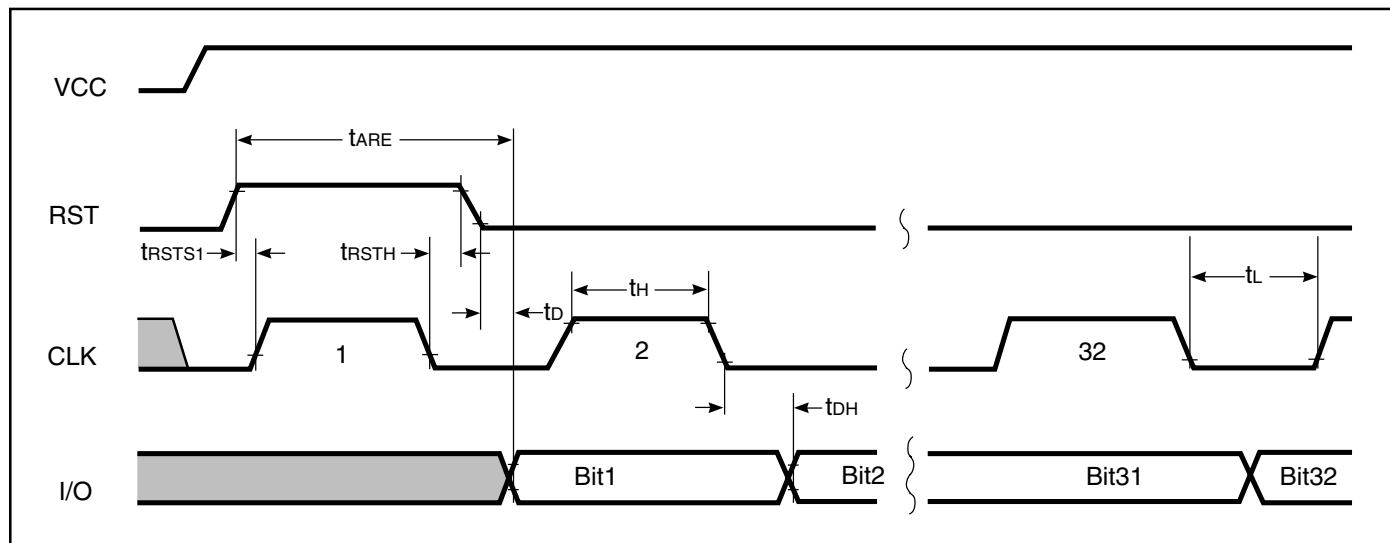 VCC
tARE
RST
tRSTS1 tRSTH
tH tL
tD
CLK 1 2 32
tDH
I/O Bit1 Bit2 Bit31 Bit32